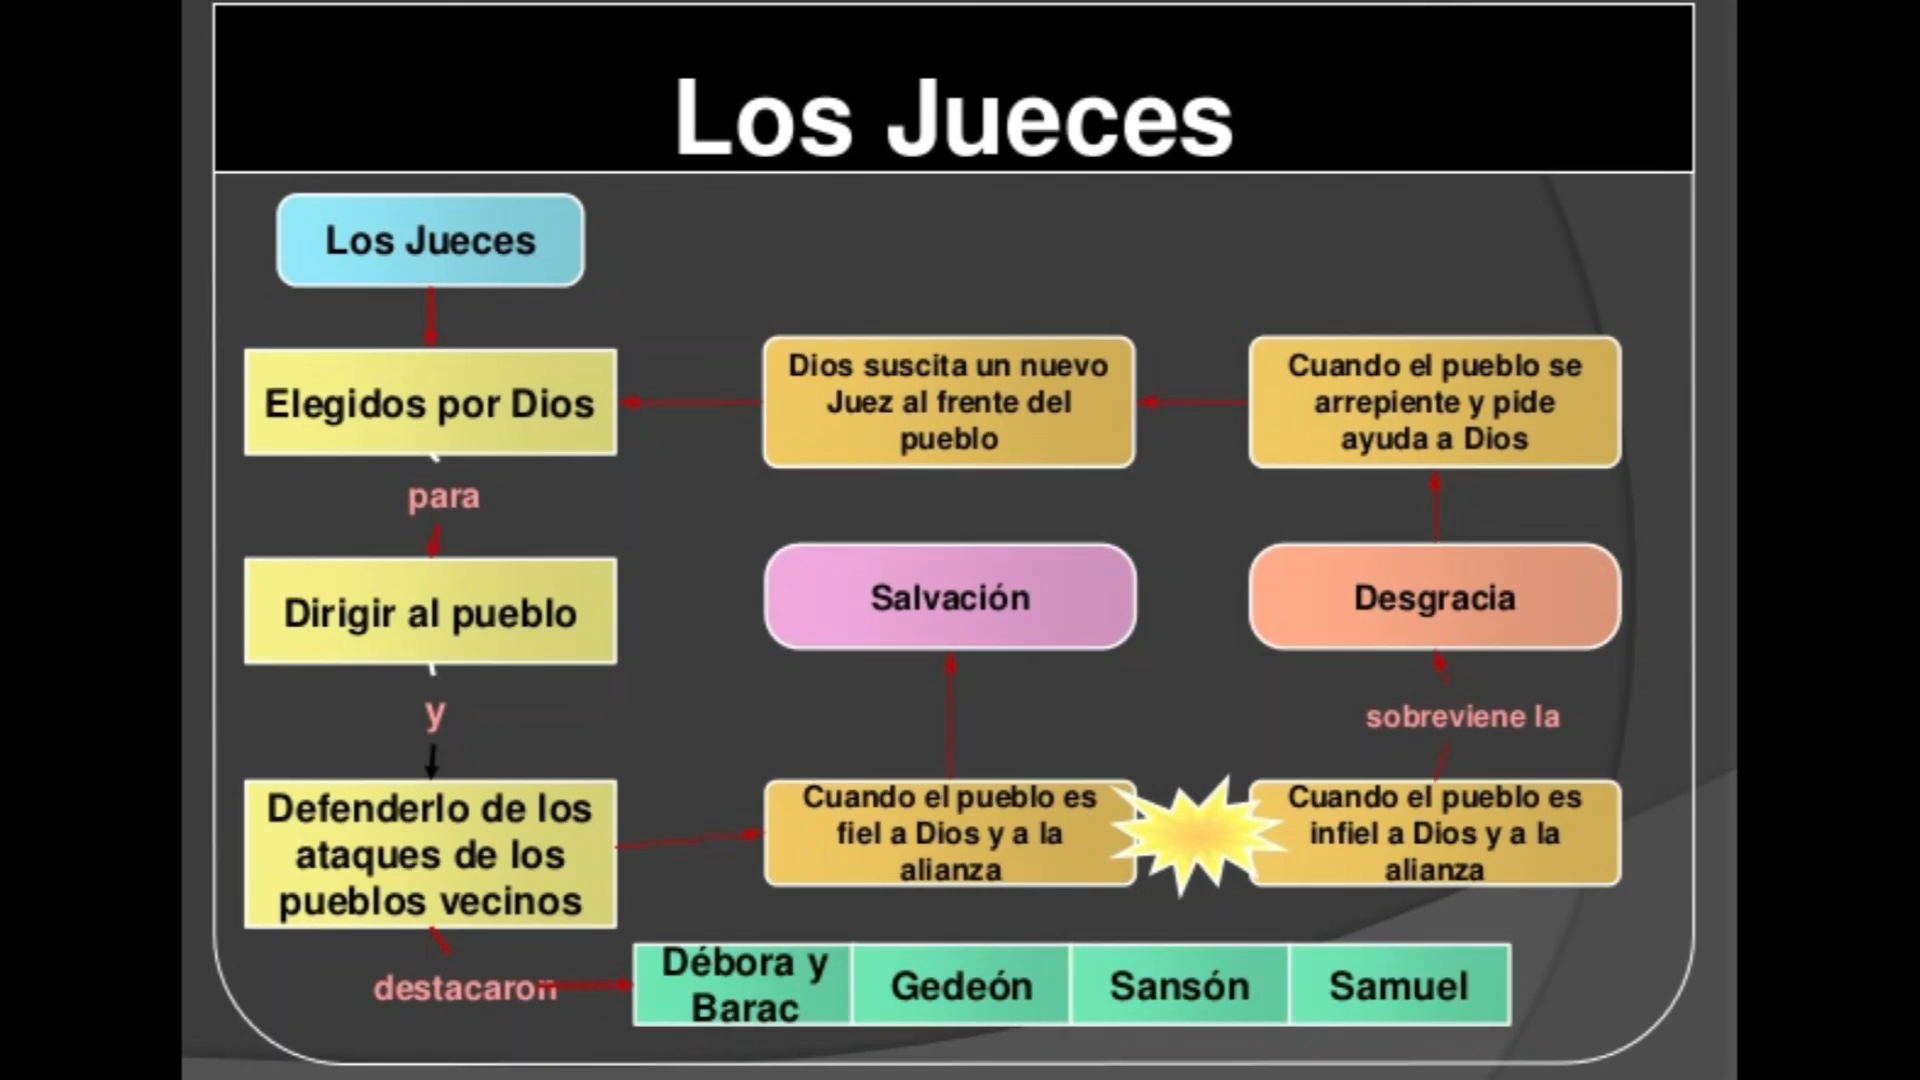 Los Jueces
Los Jueces
Elegidos por Dios
para
Dirigir al pueblo
y
Defenderlo de los
ataques de los
pueblos vecinos
destacaron
Dios suscita un nuevo
Juez al frente del
pueblo
Cuando el pueblo se
arrepiente y pide
ayuda a Dios
Salvación
Desgracia
sobreviene la
Cuando el pueblo es
fiel a Dios y a la
alianza
Cuando el pueblo es
infiel a Dios y a la
alianza
Débora y
Barac
Gedeón
Sansón
Samuel